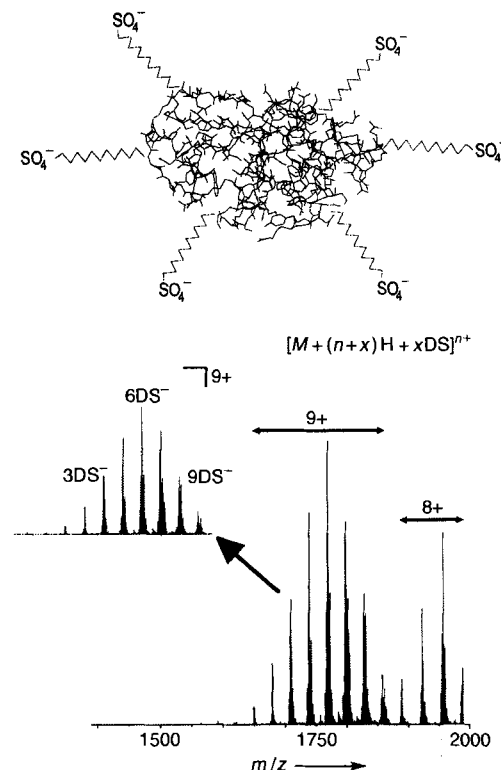 SO₄⁻
SO₄⁻
SO₄⁻
SO₄⁻
SO₄⁻
SO₄⁻
[M + (n+x) H + xDS]ⁿ⁺
9+
6DS⁻
3DS⁻
9DS⁻
9+
8+
1500
1750
2000
m/z